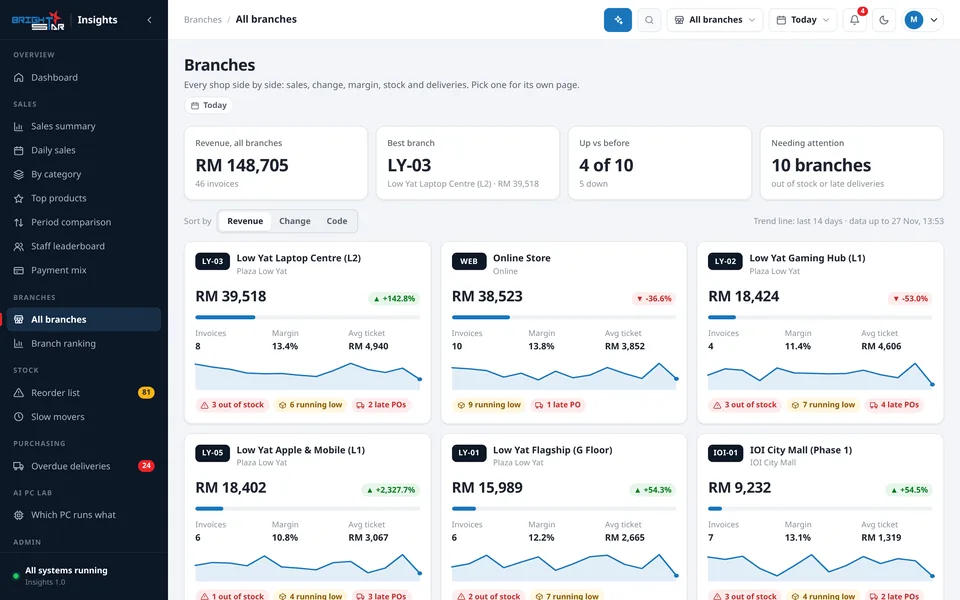 BRIGHT STAR Insights
OVERVIEW
Dashboard
SALES
Sales summary
Daily sales
By category
Top products
Period comparison
Staff leaderboard
Payment mix
BRANCHES
All branches
Branch ranking
STOCK
Reorder list 81
Slow movers
PURCHASING
Overdue deliveries 24
AI PC LAB
Which PC runs what
ADMIN
All systems running
Insights 1.0
Branches / All branches
All branches Today 4 M
Branches
Every shop side by side: sales, change, margin, stock and deliveries. Pick one for its own page.
Today
Revenue, all branches
RM 148,705
46 invoices
Best branch
LY-03
Low Yat Laptop Centre (L2) · RM 39,518
Up vs before
4 of 10
5 down
Needing attention
10 branches
out of stock or late deliveries
Sort by Revenue Change Code
Trend line: last 14 days · data up to 27 Nov, 13:53
LY-03 Low Yat Laptop Centre (L2)
Plaza Low Yat
RM 39,518 ▲ +142.8%
Invoices Margin Avg ticket
8 13.4% RM 4,940
3 out of stock 6 running low 2 late POs
WEB Online Store
Online
RM 38,523 ▼ -36.6%
Invoices Margin Avg ticket
10 13.8% RM 3,852
9 running low 1 late PO
LY-02 Low Yat Gaming Hub (L1)
Plaza Low Yat
RM 18,424 ▼ -53.0%
Invoices Margin Avg ticket
4 11.4% RM 4,606
3 out of stock 7 running low 4 late POs
LY-05 Low Yat Apple & Mobile (L1)
Plaza Low Yat
RM 18,402 ▲ +2,327.7%
Invoices Margin Avg ticket
6 10.8% RM 3,067
1 out of stock 4 running low 3 late POs
LY-01 Low Yat Flagship (G Floor)
Plaza Low Yat
RM 15,989 ▲ +54.3%
Invoices Margin Avg ticket
6 12.2% RM 2,665
2 out of stock 7 running low
IOI-01 IOI City Mall (Phase 1)
IOI City Mall
RM 9,232 ▲ +54.5%
Invoices Margin Avg ticket
7 13.1% RM 1,319
3 out of stock 4 running low 2 late POs